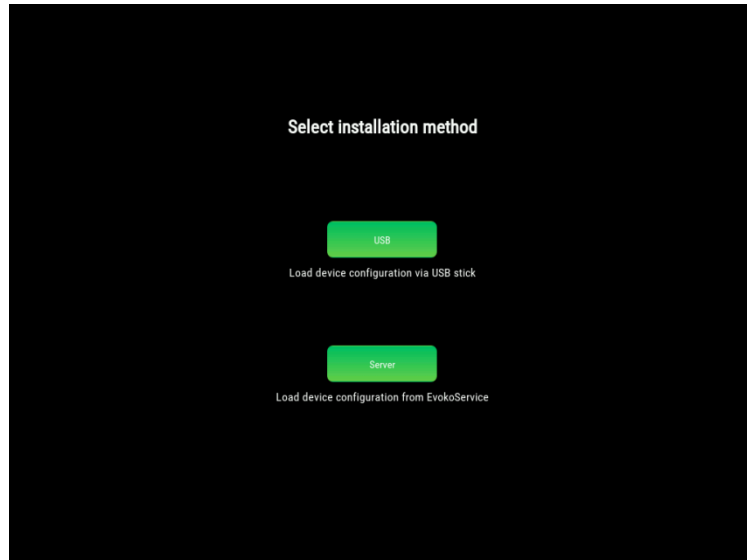 Select installation method
USB
Load device configuration via USB stick
Server
Load device configuration from EvokoService